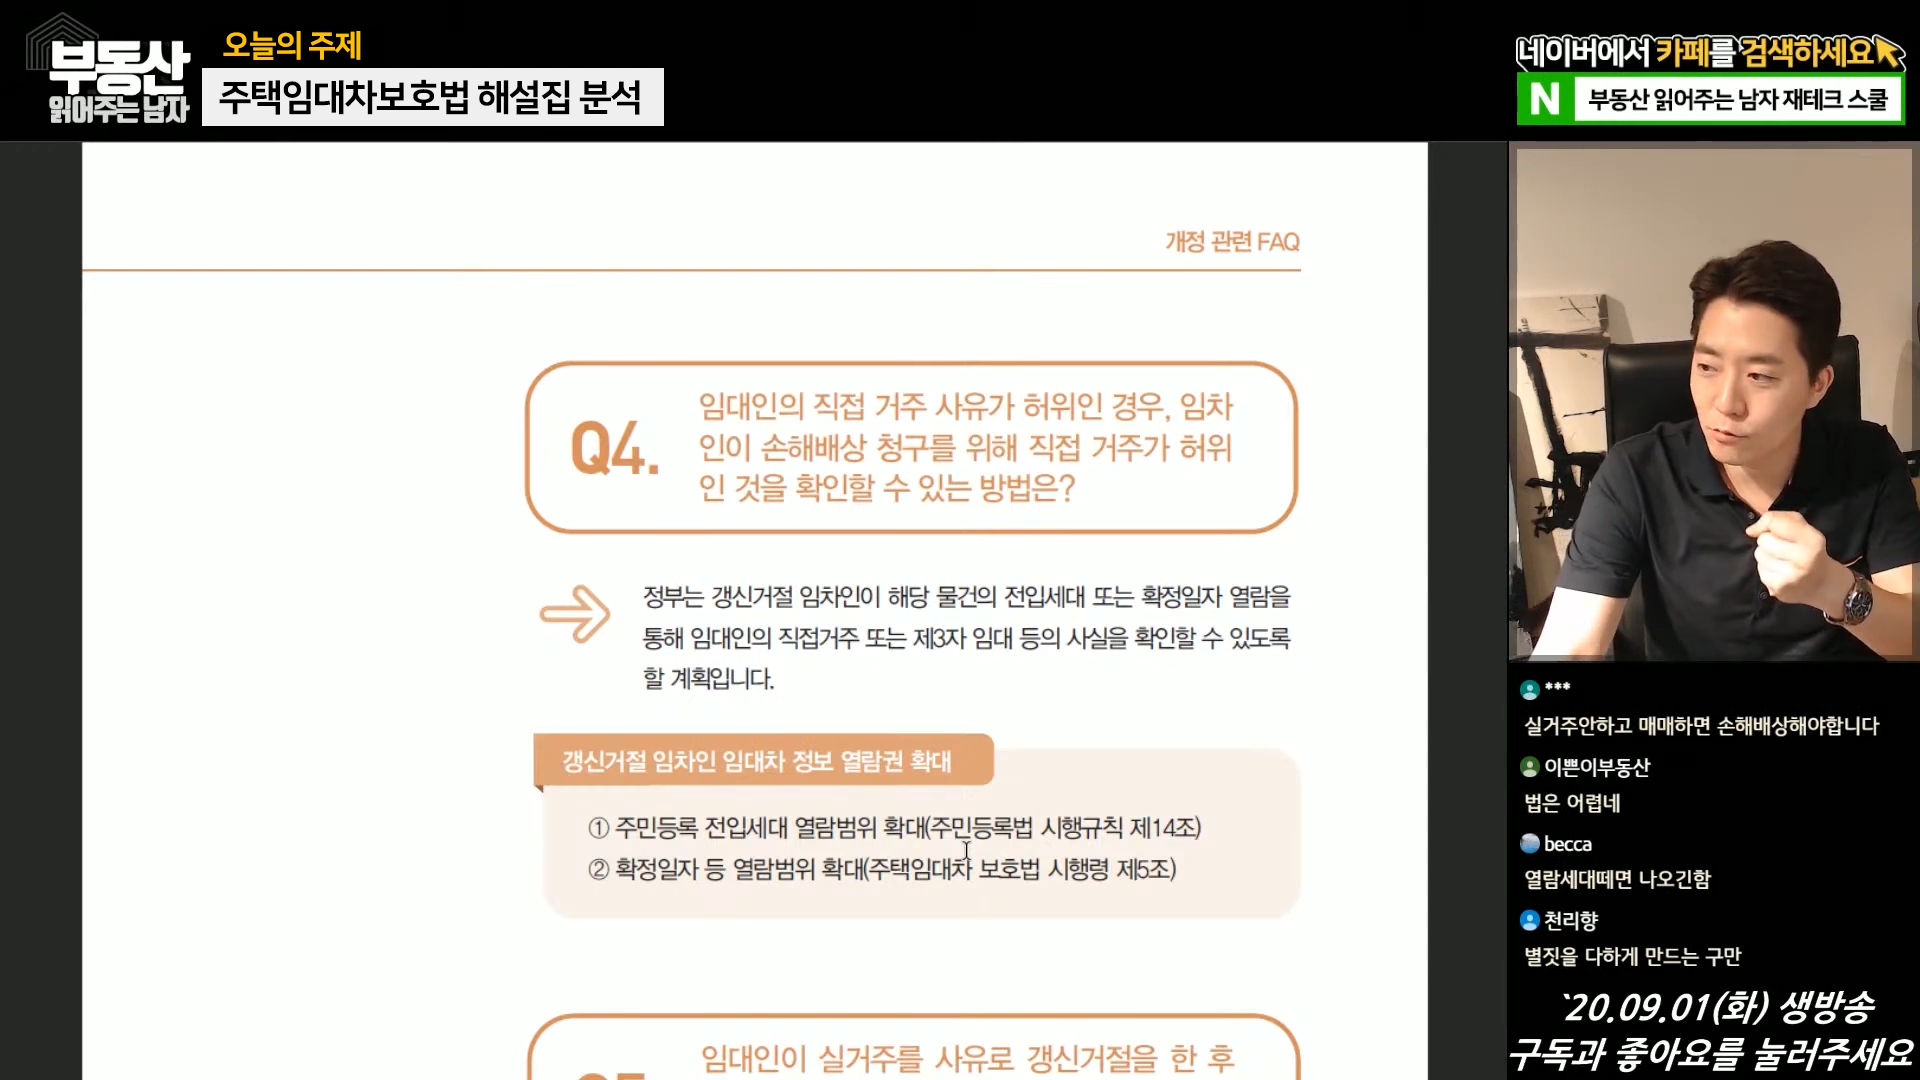 부동산
읽어주는 남자
오늘의 주제
주택임대차보호법 해설집 분석
네이버에서 카페를 검색하세요
N 부동산 읽어주는 남자 재테크 스쿨
개정 관련 FAQ
Q4.
임대인의 직접 거주 사유가 허위인 경우, 임차
인이 손해배상 청구를 위해 직접 거주가 허위
인 것을 확인할 수 있는 방법은?
정부는 갱신거절 임차인이 해당 물건의 전입세대 또는 확정일자 열람을
통해 임대인의 직접거주 또는 제3자 임대 등의 사실을 확인할 수 있도록
할 계획입니다.
갱신거절 임차인 임대차 정보 열람권 확대
① 주민등록 전입세대 열람범위 확대(주민등록법 시행규칙 제14조)
② 확정일자 등 열람범위 확대(주택임대차 보호법 시행령 제5조)
임대인이 실거주를 사유로 갱신거절을 한 후
***
실거주안하고 매매하면 손해배상해야합니다
이쁜이부동산
법은 어렵네
becca
열람세대떼면 나오긴함
천리향
별짓을 다하게 만드는 구만
`20.09.01(화) 생방송
구독과 좋아요를 눌러주세요